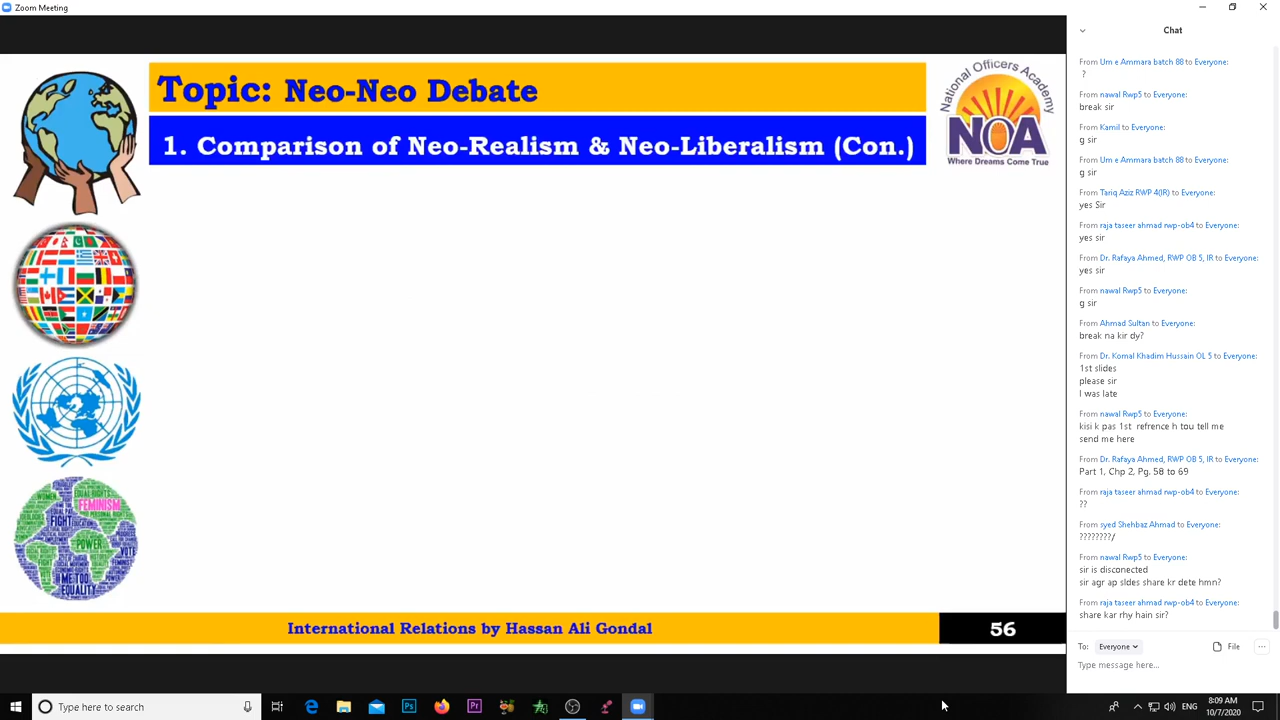 Zoom Meeting
Topic: Neo-Neo Debate
1. Comparison of Neo-Realism & Neo-Liberalism (Con.)
National Officers Academy
NOA
Where Dreams Come True
FEMINISM
FIGHT
POWER
VOTE
ME TOO
EQUALITY
International Relations by Hassan Ali Gondal
56
Chat
From Um e Ammara batch 88 to Everyone:
?
From nawal Rwp5 to Everyone:
break sir
From Kamil to Everyone:
g sir
From Um e Ammara batch 88 to Everyone:
g sir
From Tariq Aziz RWP 4(IR) to Everyone:
yes Sir
From raja taseer ahmad rwp-ob4 to Everyone:
yes sir
From Dr. Rafaya Ahmed, RWP OB 5, IR to Everyone:
yes sir
From nawal Rwp5 to Everyone:
g sir
From Ahmad Sultan to Everyone:
break na kir dy?
From Dr. Komal Khadim Hussain OL 5 to Everyone:
1st slides
please sir
I was late
From nawal Rwp5 to Everyone:
kisi k pas 1st refrence h tou tell me
send me here
From Dr. Rafaya Ahmed, RWP OB 5, IR to Everyone:
Part 1, Chp 2, Pg. 58 to 69
From raja taseer ahmad rwp-ob4 to Everyone:
??
From syed Shehbaz Ahmad to Everyone:
????????/
From nawal Rwp5 to Everyone:
sir is disconected
sir agr ap sldes share kr dete hmn?
From raja taseer ahmad rwp-ob4 to Everyone:
share kar rhy hain sir?
To: Everyone File
Type message here...
Type here to search
Ps
Pr
ENG
8:09 AM
10/7/2020